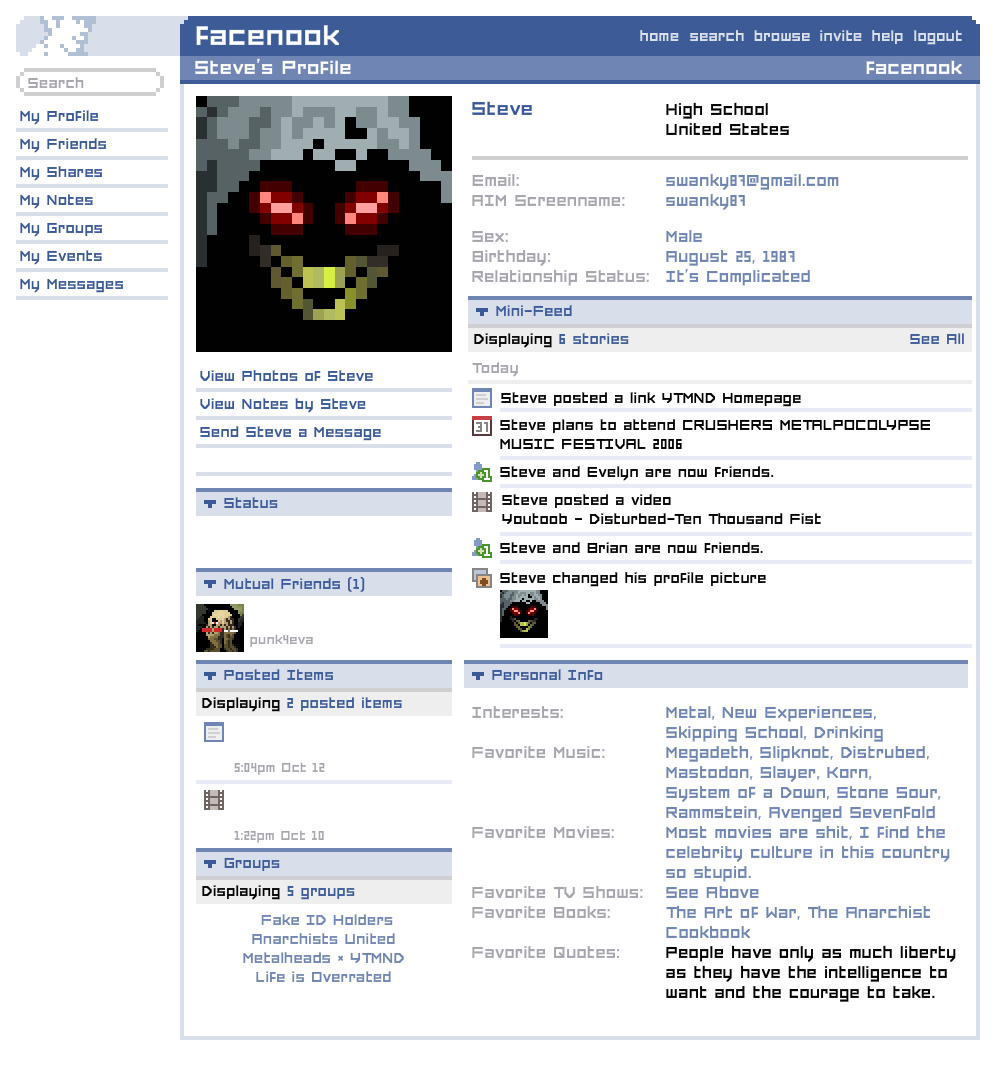 Facenook
home search browse invite help logout
Steve's Profile
Facenook
Search
My Profile
My Friends
My Shares
My Notes
My Groups
My Events
My Messages
Steve
High School
United States
Email: swanky87@gmail.com
AIM Screenname: swanky87
Sex: Male
Birthday: August 25, 1987
Relationship Status: It's Complicated
View Photos of Steve
View Notes by Steve
Send Steve a Message
Status
Mutual Friends (1)
punk4eva
Posted Items
Displaying 2 posted items
5:04pm Oct 12
1:22pm Oct 10
Groups
Displaying 5 groups
Fake ID Holders
Anarchists United
Metalheads × YTMND
Life is Overrated
Mini-Feed
Displaying 6 stories
See All
Today
Steve posted a link YTMND Homepage
31
Steve plans to attend CRUSHERS METALPOCOLYPSE
MUSIC FESTIVAL 2006
+1
Steve and Evelyn are now friends.
Steve posted a video
Youtoob - Disturbed-Ten Thousand Fist
+1
Steve and Brian are now friends.
Steve changed his profile picture
Personal Info
Interests: Metal, New Experiences,
Skipping School, Drinking
Favorite Music: Megadeth, Slipknot, Distrubed,
Mastodon, Slayer, Korn,
System of a Down, Stone Sour,
Rammstein, Avenged Sevenfold
Favorite Movies: Most movies are shit, I find the
celebrity culture in this country
so stupid.
Favorite TV Shows: See Above
Favorite Books: The Art of War, The Anarchist
Cookbook
Favorite Quotes: People have only as much liberty
as they have the intelligence to
want and the courage to take.